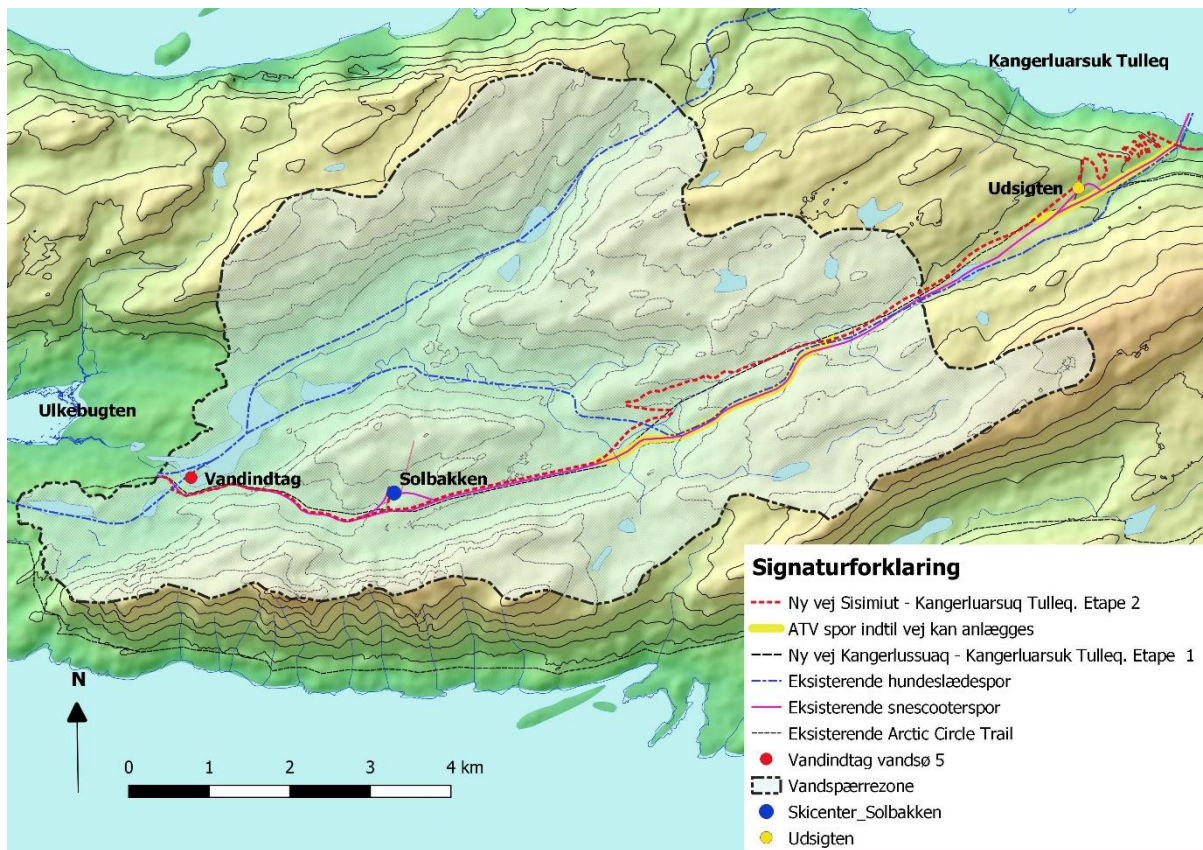 Kangerluarsuk Tulleq
Udsigten
Ulkebugten
Vandindtag
Solbakken
Signaturforklaring
Ny vej Sisimiut - Kangerluarsuq Tulleq. Etape 2
ATV spor indtil vej kan anlægges
Ny vej Kangerlussuaq - Kangerluarsuk Tulleq. Etape 1
Eksisterende hundeslædespor
Eksisterende snescooterspor
Eksisterende Arctic Circle Trail
Vandindtag vandsø 5
Vandspærrezone
Skicenter_Solbakken
Udsigten
N
0 1 2 3 4 km